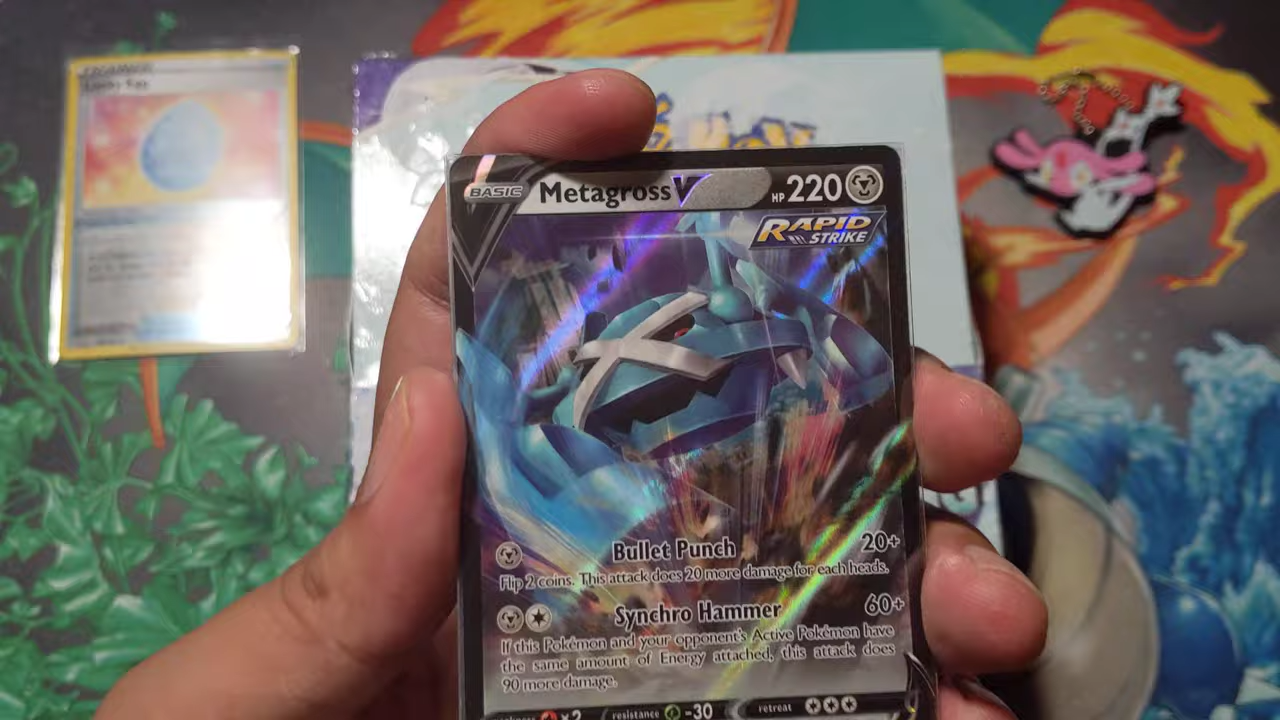 BASIC
Metagross V
HP 220
RAPID
STRIKE
Bullet Punch 20+
Flip 2 coins. This attack does 20 more damage for each heads.
Synchro Hammer 60+
If this Pokémon and your opponent's Active Pokémon have
the same amount of Energy attached, this attack does
90 more damage.
x2 resistance -30 retreat